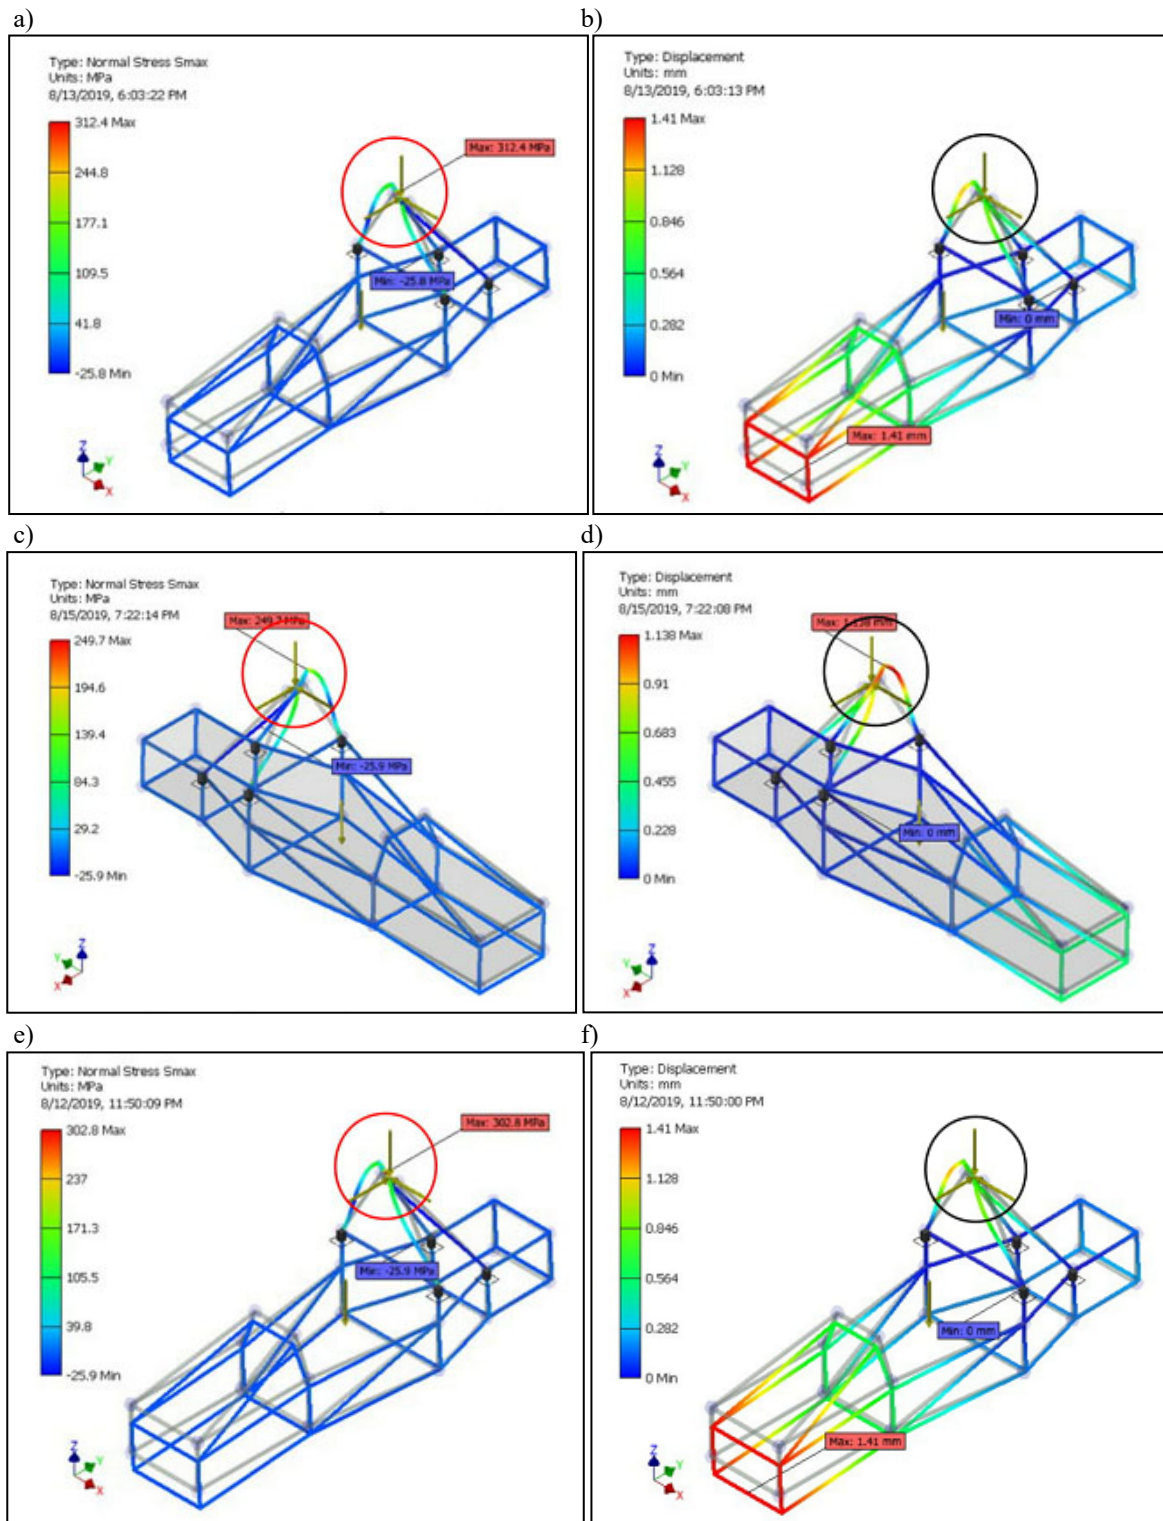 a)
Type: Normal Stress Smax
Units: MPa
8/13/2019, 6:03:22 PM
312.4 Max
244.8
177.1
109.5
41.8
-25.8 Min
Max: 312.4 MPa
Min: -25.8 MPa
Z
Y
X
b)
Type: Displacement
Units: mm
8/13/2019, 6:03:13 PM
1.41 Max
1.128
0.846
0.564
0.282
0 Min
Min: 0 mm
Max: 1.41 mm
Z
Y
X
c)
Type: Normal Stress Smax
Units: MPa
8/15/2019, 7:22:14 PM
249.7 Max
194.6
139.4
84.3
29.2
-25.9 Min
Max: 249.7 MPa
Min: -25.9 MPa
Z
Y
X
d)
Type: Displacement
Units: mm
8/15/2019, 7:22:08 PM
1.138 Max
0.91
0.683
0.455
0.228
0 Min
Max: 1.138 mm
Min: 0 mm
Z
Y
X
e)
Type: Normal Stress Smax
Units: MPa
8/12/2019, 11:50:09 PM
302.8 Max
237
171.3
105.5
39.8
-25.9 Min
Max: 302.8 MPa
Min: -25.9 MPa
Z
Y
X
f)
Type: Displacement
Units: mm
8/12/2019, 11:50:00 PM
1.41 Max
1.128
0.846
0.564
0.282
0 Min
Min: 0 mm
Max: 1.41 mm
Z
Y
X